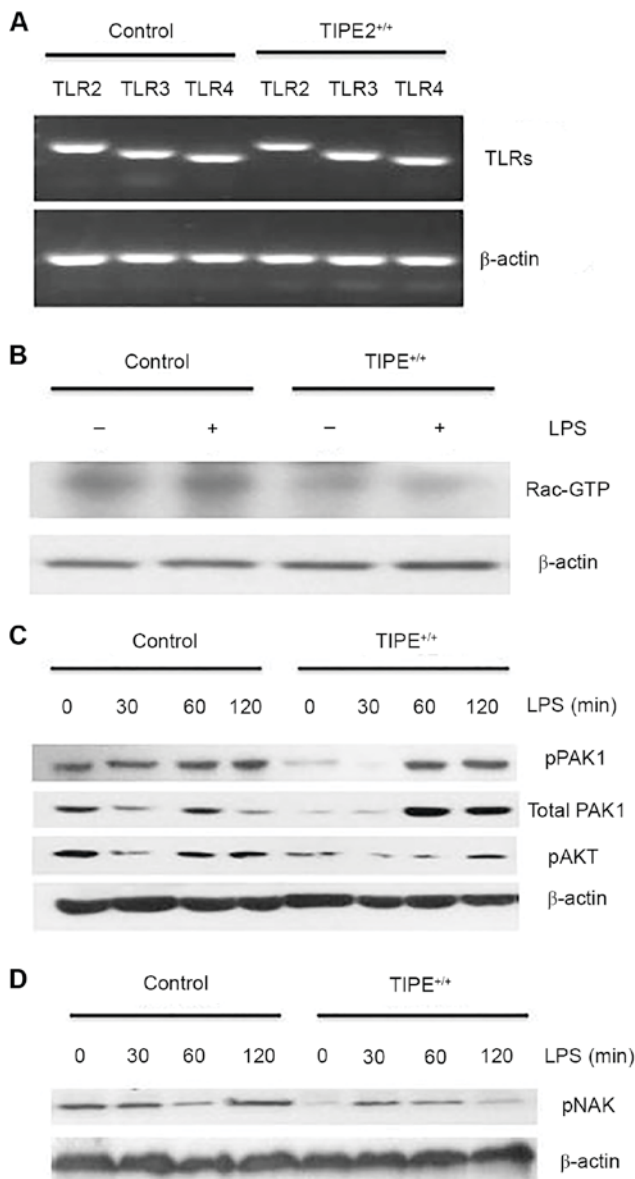 A
Control TIPE2+/+
TLR2 TLR3 TLR4 TLR2 TLR3 TLR4
TLRs
β-actin
B
Control TIPE+/+
– + – + LPS
Rac-GTP
β-actin
C
Control TIPE+/+
0 30 60 120 0 30 60 120 LPS (min)
pPAK1
Total PAK1
pAKT
β-actin
D
Control TIPE+/+
0 30 60 120 0 30 60 120 LPS (min)
pNAK
β-actin